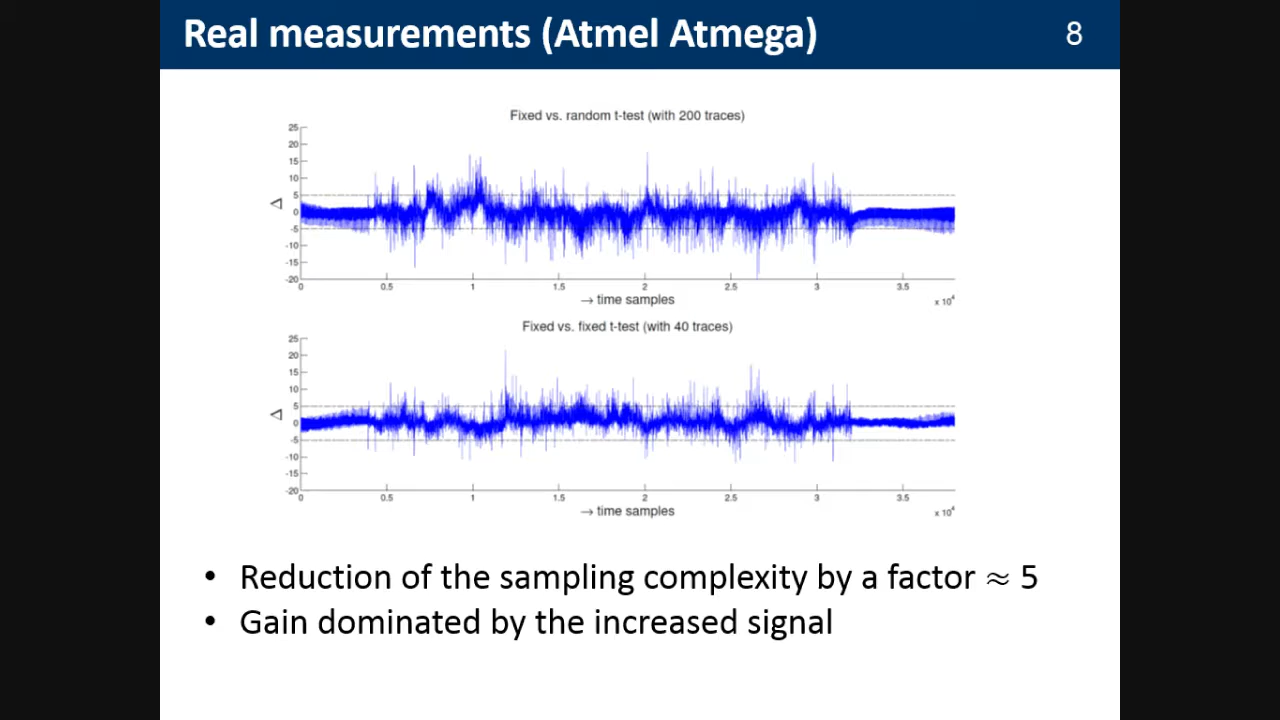 Real measurements (Atmel Atmega)
8
Fixed vs. random t-test (with 200 traces)
25
20
15
10
5
0
-5
-10
-15
-20
Δ
0 0.5 1 1.5 2 2.5 3 3.5
→ time samples
x 10⁴
Fixed vs. fixed t-test (with 40 traces)
25
20
15
10
5
0
-5
-10
-15
-20
Δ
0 0.5 1 1.5 2 2.5 3 3.5
→ time samples
x 10⁴
• Reduction of the sampling complexity by a factor ≈ 5
• Gain dominated by the increased signal